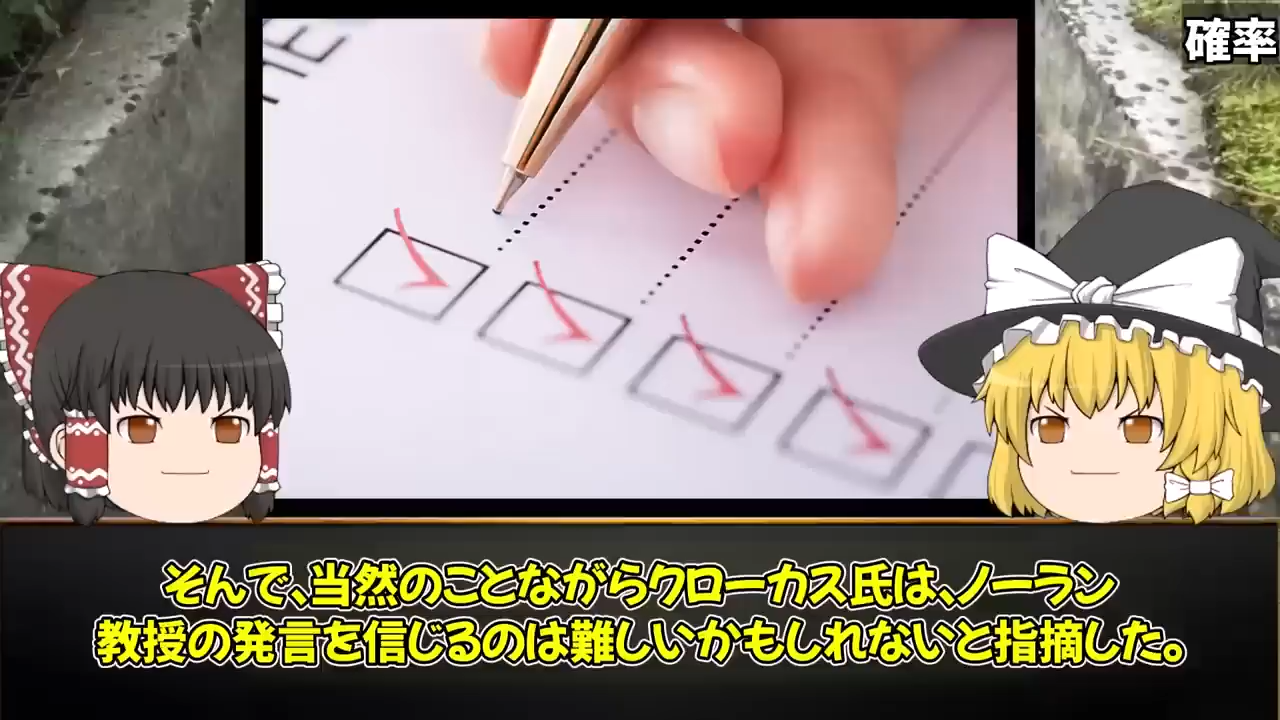 確率
HE
そんで、当然のことながらクローカス氏は、ノーラン
教授の発言を信じるのは難しいかもしれないと指摘した。